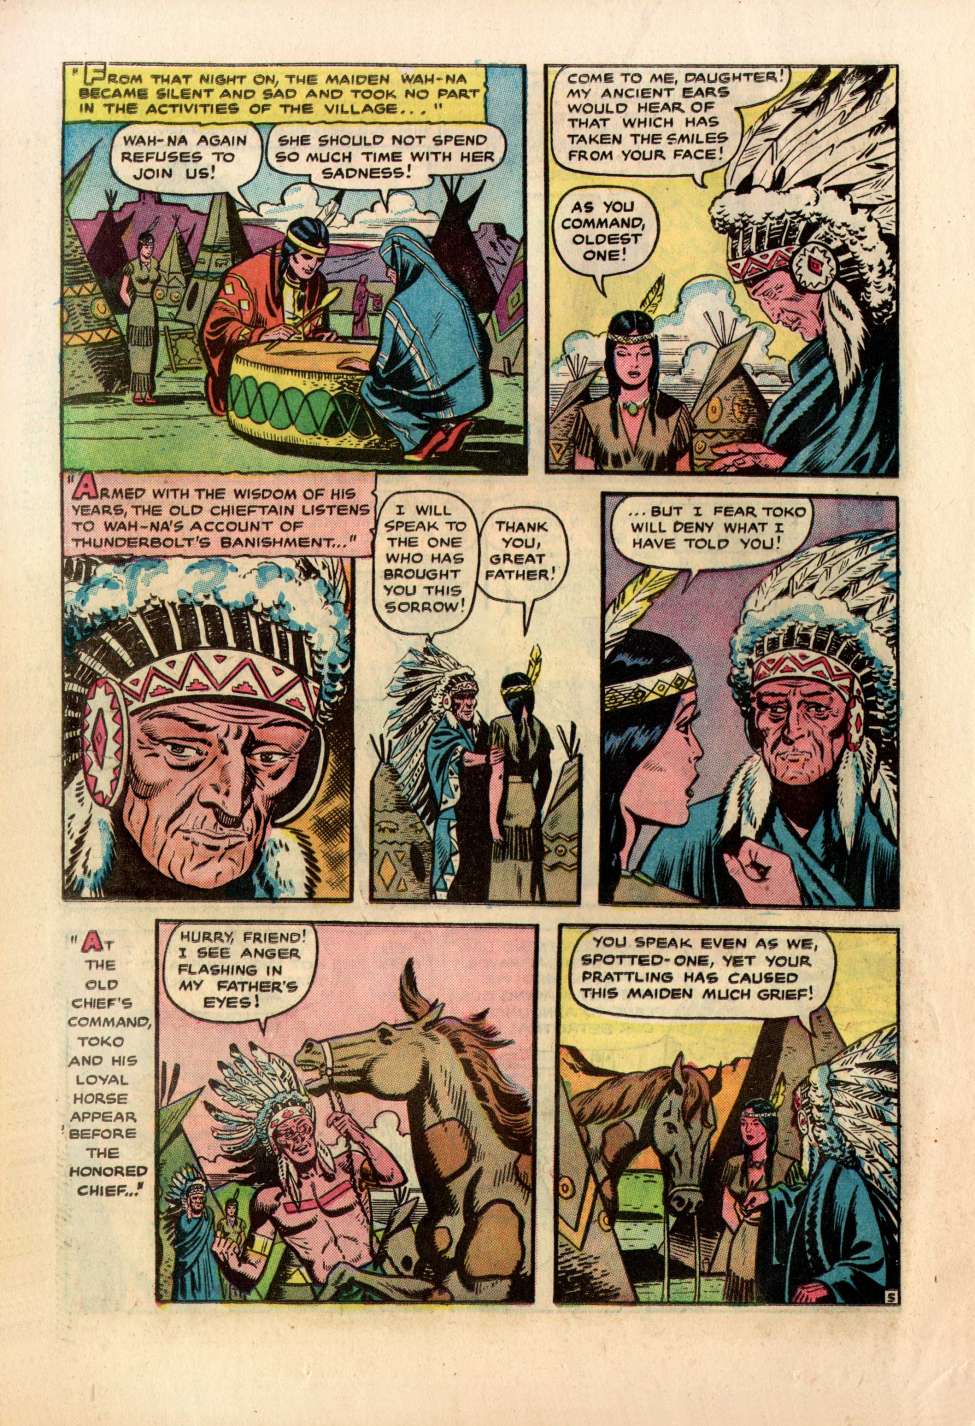 "FROM THAT NIGHT ON, THE MAIDEN WAH-NA
BECAME SILENT AND SAD AND TOOK NO PART
IN THE ACTIVITIES OF THE VILLAGE..."
WAH-NA AGAIN
REFUSES TO
JOIN US!
SHE SHOULD NOT SPEND
SO MUCH TIME WITH HER
SADNESS!
COME TO ME, DAUGHTER!
MY ANCIENT EARS
WOULD HEAR OF
THAT WHICH HAS
TAKEN THE SMILES
FROM YOUR FACE!
AS YOU
COMMAND,
OLDEST
ONE!
"ARMED WITH THE WISDOM OF HIS
YEARS, THE OLD CHIEFTAIN LISTENS
TO WAH-NA'S ACCOUNT OF
THUNDERBOLT'S BANISHMENT..."
I WILL
SPEAK TO
THE ONE
WHO HAS
BROUGHT
YOU THIS
SORROW!
THANK
YOU,
GREAT
FATHER!
...BUT I FEAR TOKO
WILL DENY WHAT I
HAVE TOLD YOU!
"AT
THE
OLD
CHIEF'S
COMMAND,
TOKO
AND HIS
LOYAL
HORSE
APPEAR
BEFORE
THE
HONORED
CHIEF..."
HURRY, FRIEND!
I SEE ANGER
FLASHING IN
MY FATHER'S
EYES!
YOU SPEAK EVEN AS WE,
SPOTTED-ONE, YET YOUR
PRATTLING HAS CAUSED
THIS MAIDEN MUCH GRIEF!
5